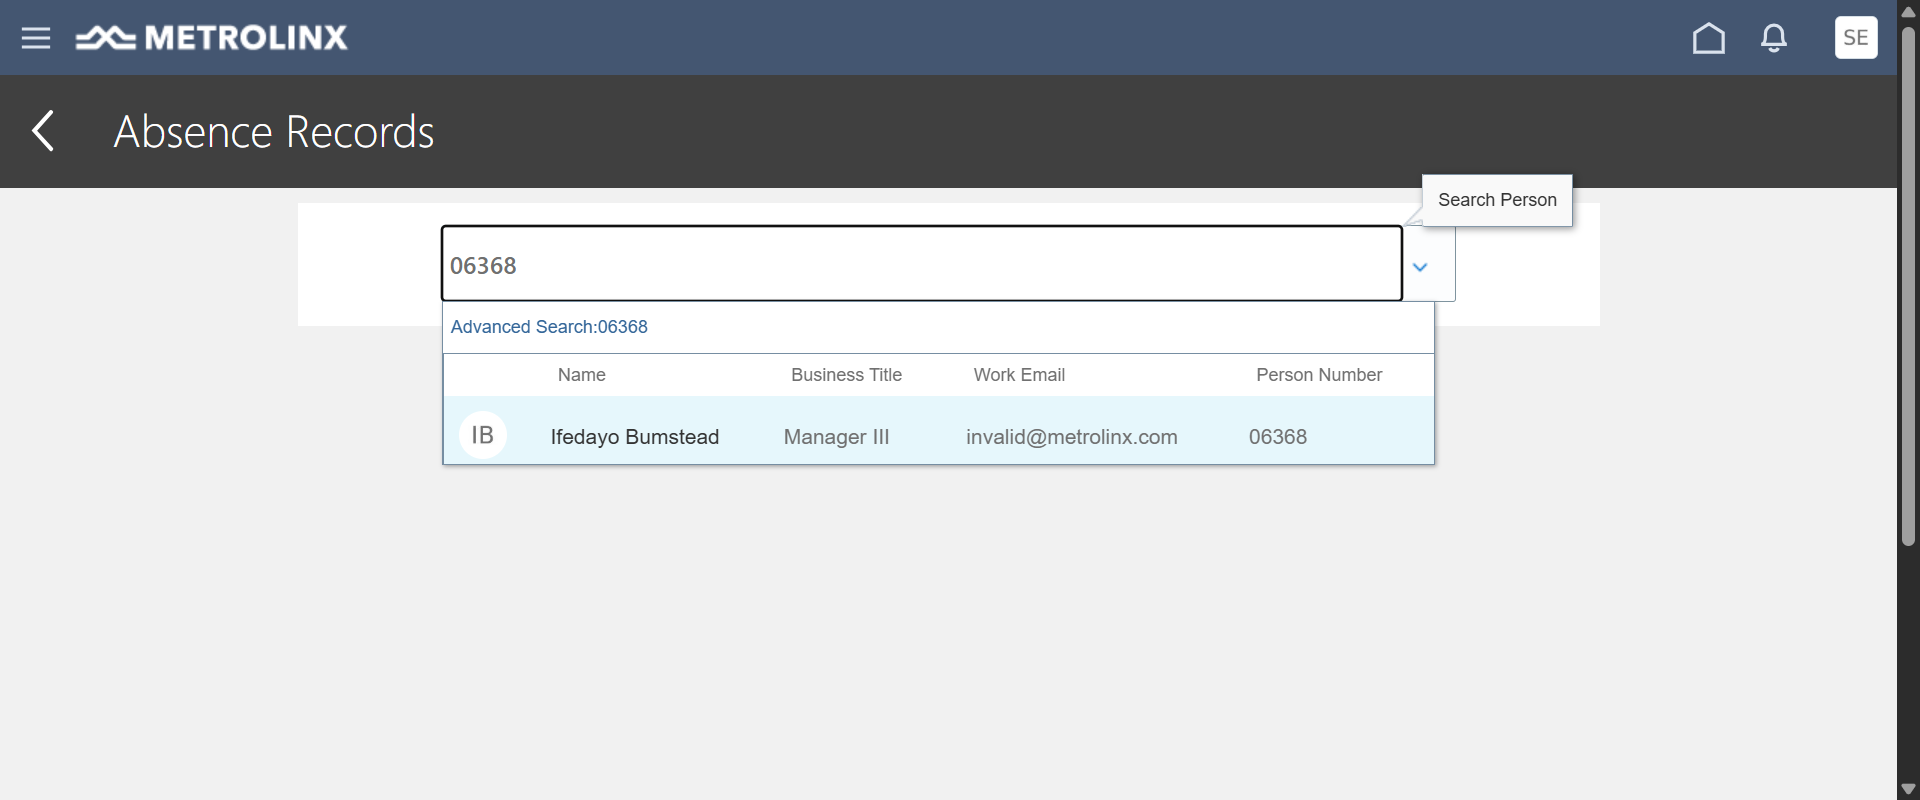 METROLINX
SE
Absence Records
Search Person
06368
Advanced Search:06368
Name Business Title Work Email Person Number
IB Ifedayo Bumstead Manager III invalid@metrolinx.com 06368